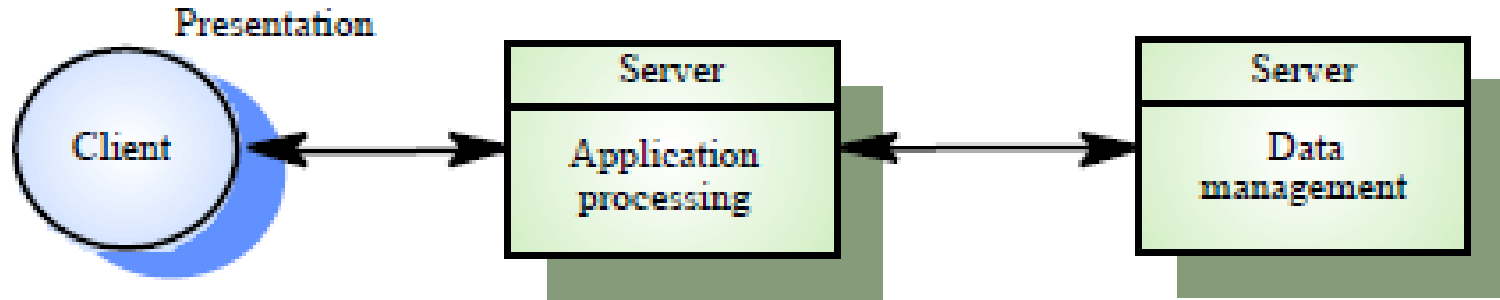 Presentation
Client
Server
Application
processing
Server
Data
management